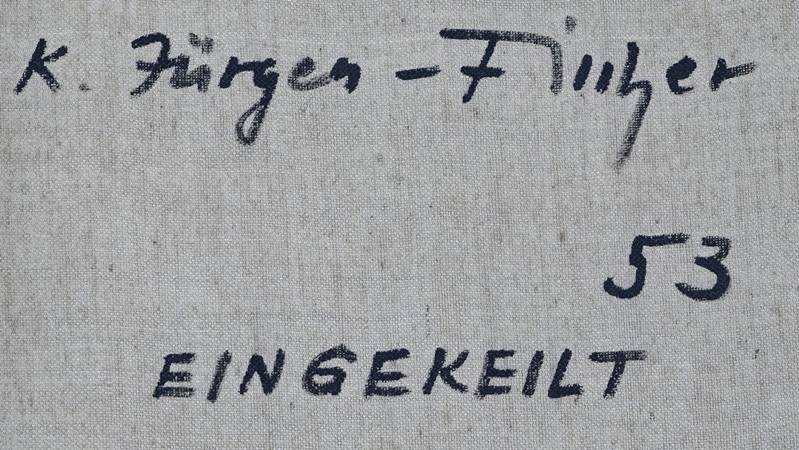 K. Jürgen-Fischer
53
EINGEKEILT